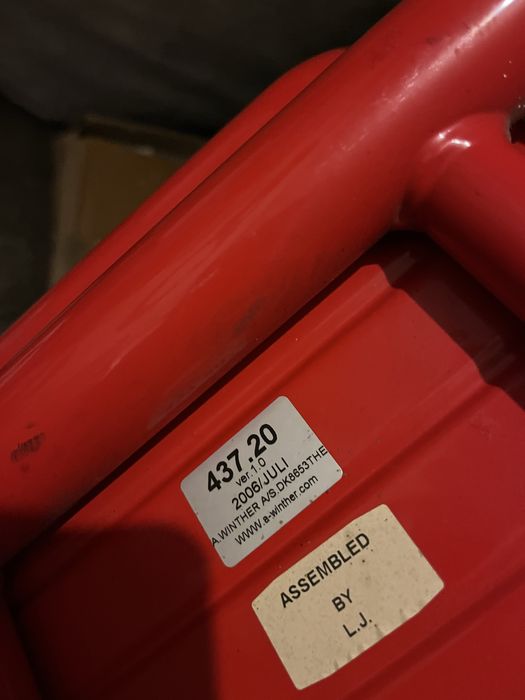 437.20
ver.1.0
2006/JULI
A.WINTHER A/S.DK8653THE
WWW.a-winther.com
ASSEMBLED
BY
L.J.